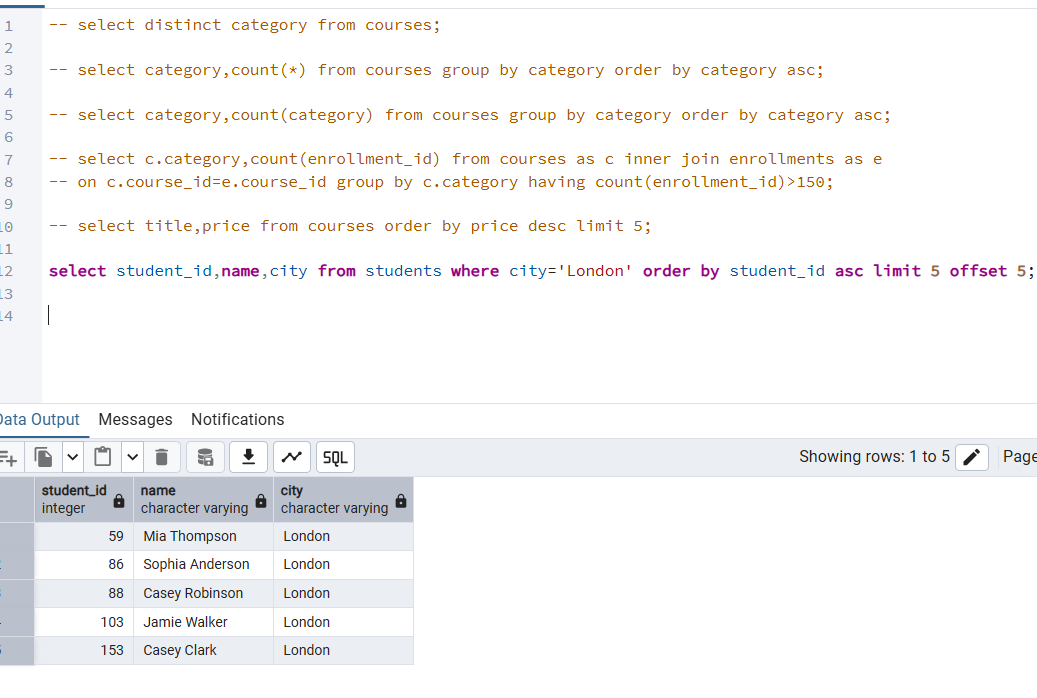 1 -- select distinct category from courses;
2
3 -- select category,count(*) from courses group by category order by category asc;
4
5 -- select category,count(category) from courses group by category order by category asc;
6
7 -- select c.category,count(enrollment_id) from courses as c inner join enrollments as e
8 -- on c.course_id=e.course_id group by c.category having count(enrollment_id)>150;
9
10 -- select title,price from courses order by price desc limit 5;
11
12 select student_id,name,city from students where city='London' order by student_id asc limit 5 offset 5;
13
14
Data Output Messages Notifications
SQL Showing rows: 1 to 5 Page
student_id name city
integer character varying character varying
59 Mia Thompson London
86 Sophia Anderson London
88 Casey Robinson London
103 Jamie Walker London
153 Casey Clark London